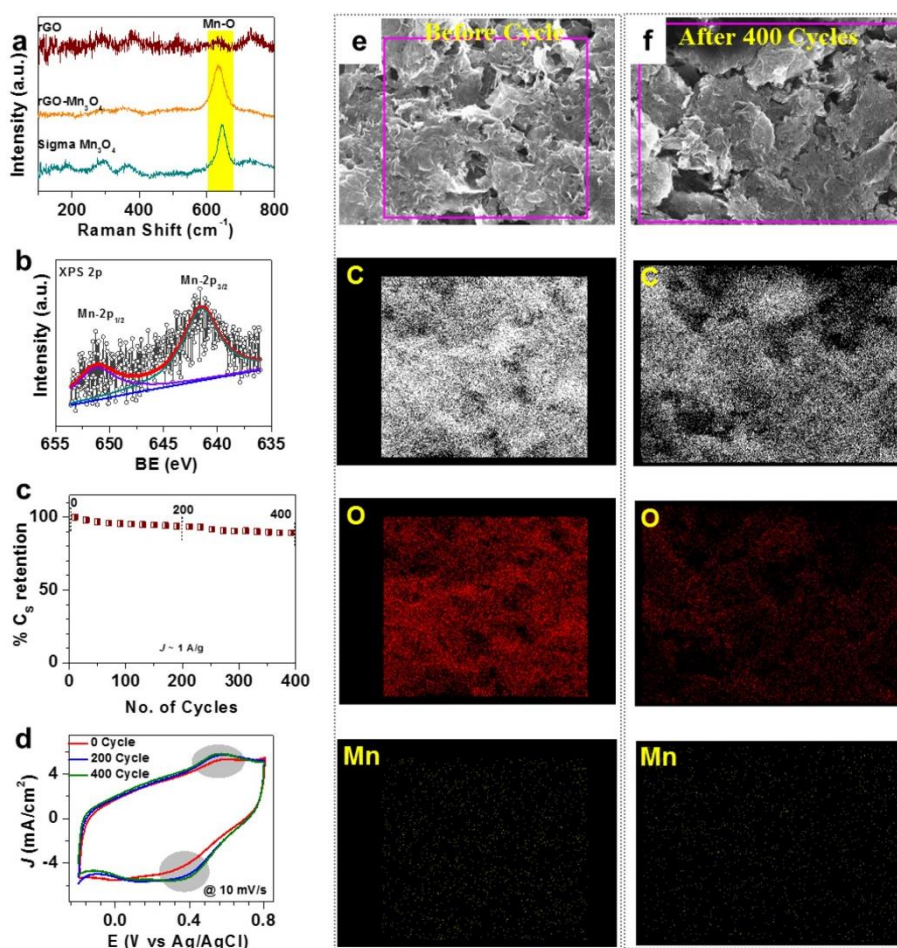 a
rGO
Mn-O
rGO-Mn₃O₄
Sigma Mn₃O₄
Intensity (a.u.)
200 400 600 800
Raman Shift (cm⁻¹)
b
XPS 2p
Mn-2p₃/₂
Mn-2p₁/₂
Intensity (a.u.)
655 650 645 640 635
BE (eV)
c
100
50
0
0 200 400
% Cₛ retention
J ~ 1 A/g
0 100 200 300 400
No. of Cycles
d
0 Cycle
200 Cycle
400 Cycle
4
0
-4
J (mA/cm²)
@ 10 mV/s
0.0 0.4 0.8
E (V vs Ag/AgCl)
e
Before Cycle
C
O
Mn
f
After 400 Cycles
C
O
Mn